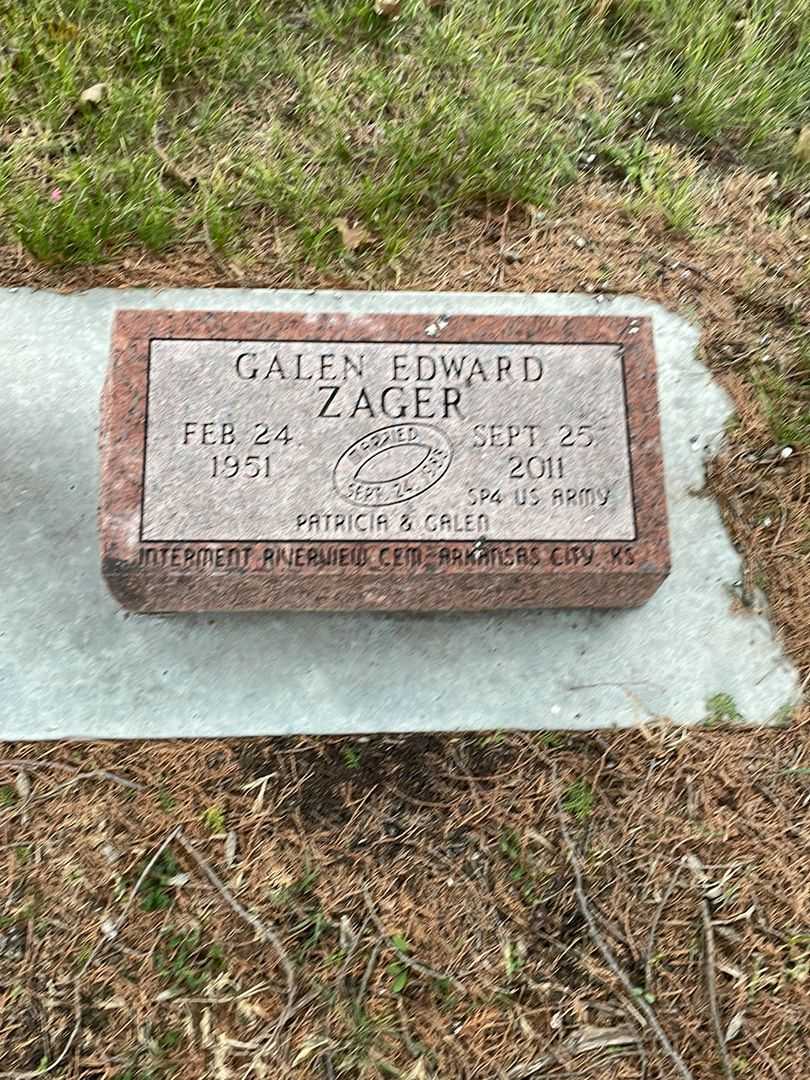 GALEN EDWARD
ZAGER
FEB. 24 SEPT. 25
1951 2011
MARRIED
SEPT. 24
SP4 US ARMY
PATRICIA & GALEN
INTERMENT RIVERVIEW CEM. ARKANSAS CITY, KS